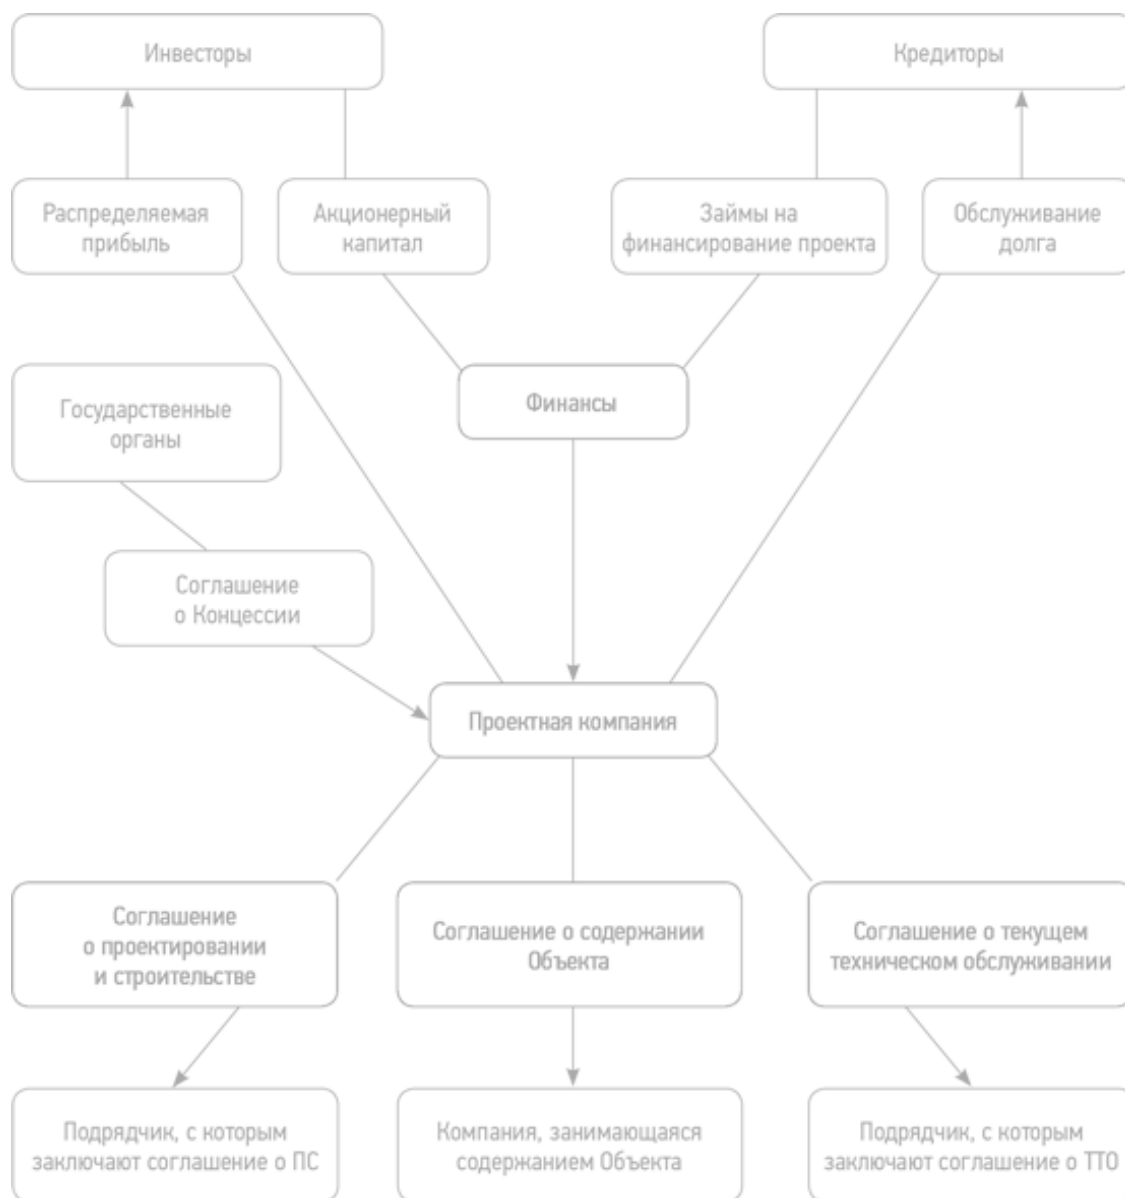 Инвесторы
Кредиторы
Распределяемая
прибыль
Акционерный
капитал
Займы на
финансирование проекта
Обслуживание
долга
Государственные
органы
Финансы
Соглашение
о Концессии
Проектная компания
Соглашение
о проектировании
и строительстве
Соглашение о содержании
Объекта
Соглашение о текущем
техническом обслуживании
Подрядчик, с которым
заключают соглашение о ПС
Компания, занимающаяся
содержанием Объекта
Подрядчик, с которым
заключают соглашение о ТТО